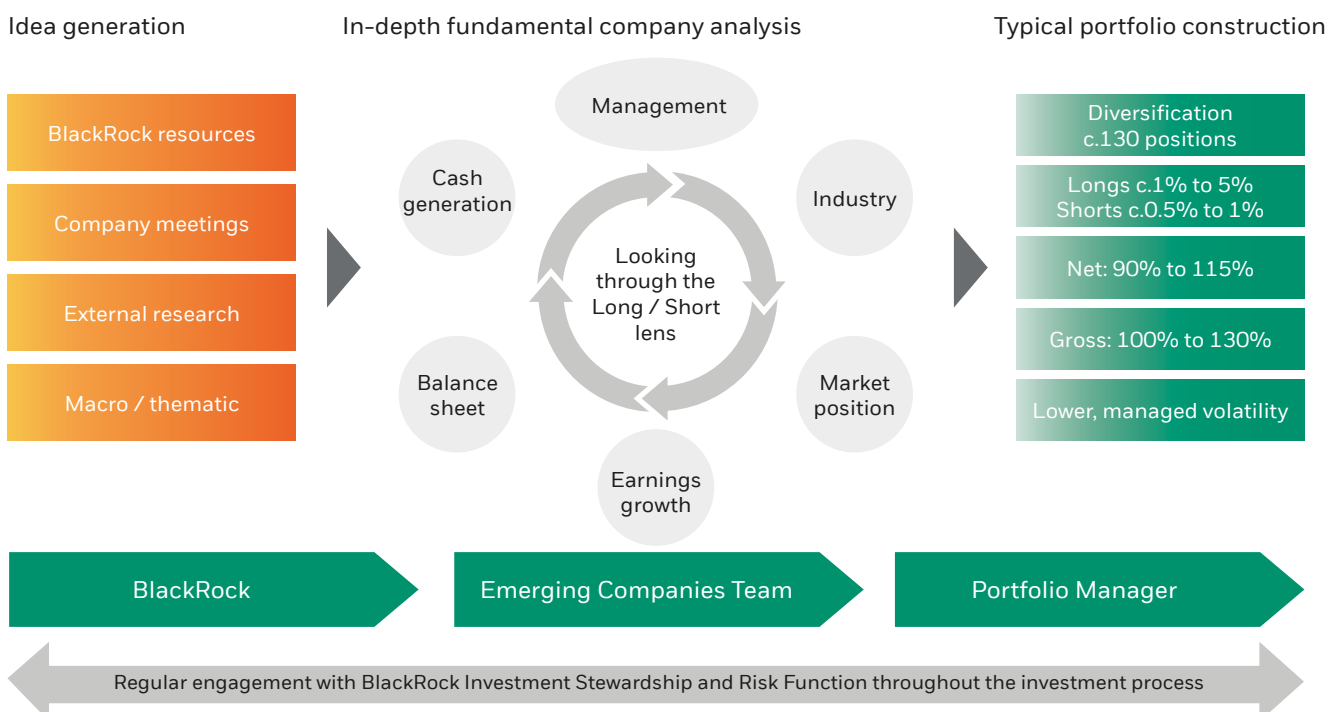 Idea generation
In-depth fundamental company analysis
Typical portfolio construction
BlackRock resources
Company meetings
External research
Macro / thematic
Management
Cash
generation
Industry
Looking
through the
Long / Short
lens
Balance
sheet
Market
position
Earnings
growth
Diversification
c.130 positions
Longs c.1% to 5%
Shorts c.0.5% to 1%
Net: 90% to 115%
Gross: 100% to 130%
Lower, managed volatility
BlackRock
Emerging Companies Team
Portfolio Manager
Regular engagement with BlackRock Investment Stewardship and Risk Function throughout the investment process